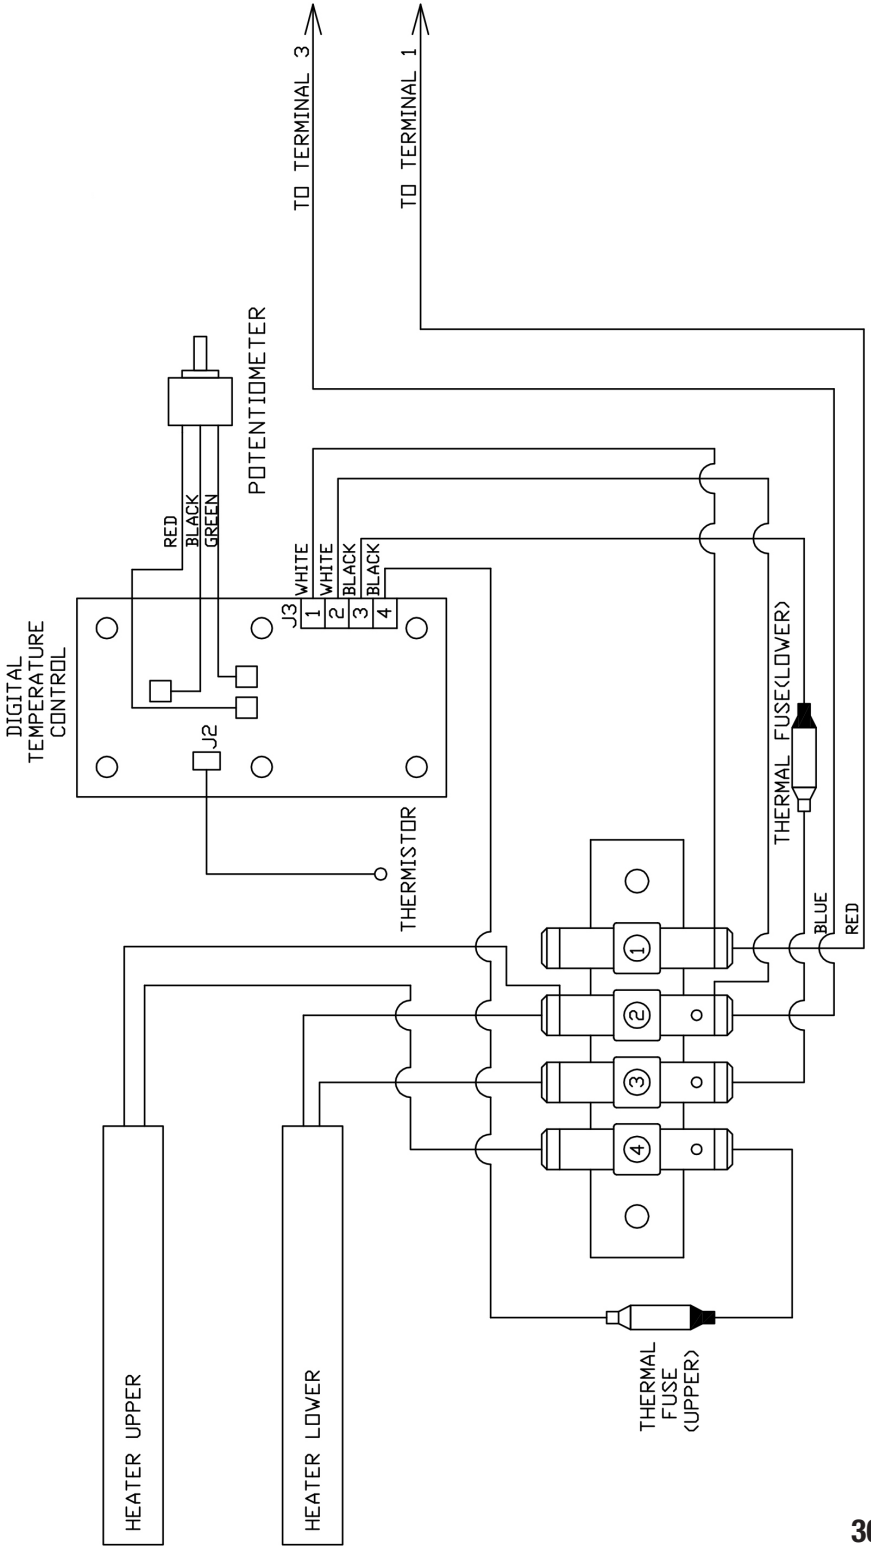 TO TERMINAL 3
TO TERMINAL 1
POTENTIOMETER
RED
BLACK
GREEN
DIGITAL
TEMPERATURE
CONTROL
J3
1
2
3
4
WHITE
WHITE
BLACK
BLACK
J2
THERMISTOR
THERMAL FUSE(LOWER)
BLUE
RED
1
2
3
4
THERMAL
FUSE
(UPPER)
HEATER UPPER
HEATER LOWER